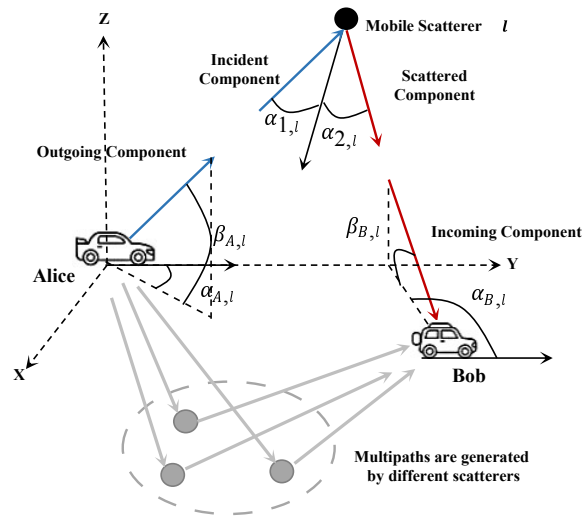 Z
Mobile Scatterer l
Incident
Component
Scattered
Component
α1,l
α2,l
Outgoing Component
βA,l
βB,l
Incoming Component
Alice
Y
αA,l
αB,l
X
Bob
Multipaths are generated
by different scatterers